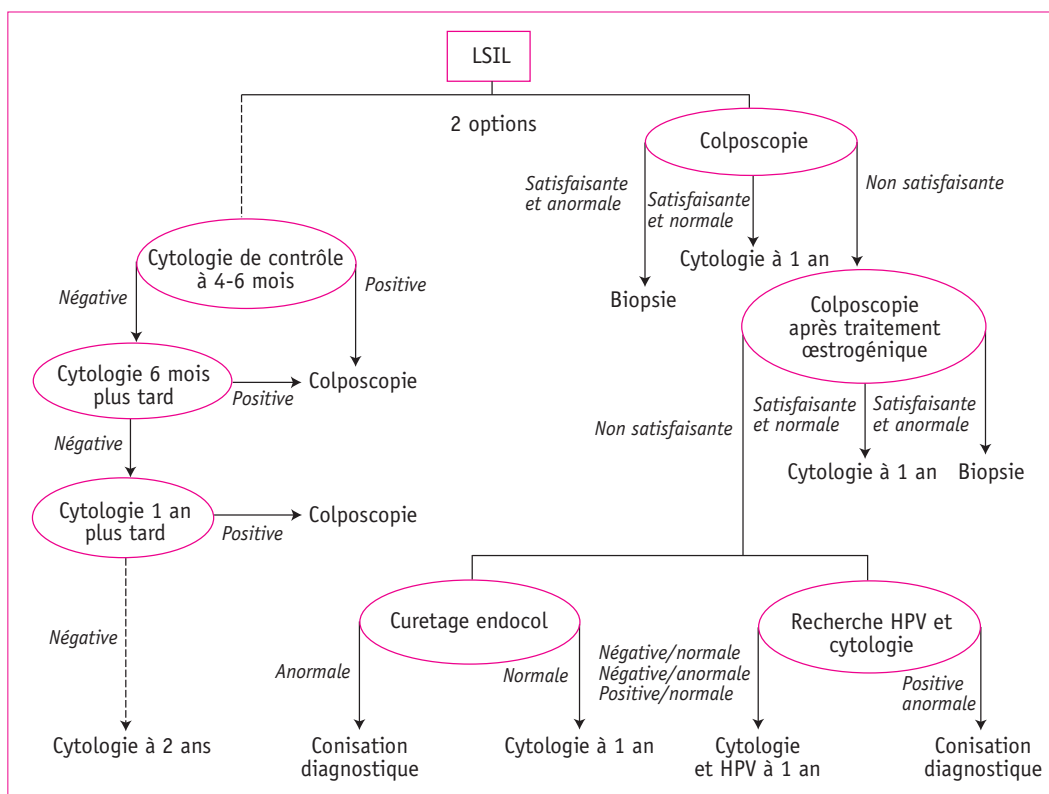 LSIL
2 options
Colposcopie
Satisfaisante
et anormale
Satisfaisante
et normale
Non satisfaisante
Cytologie à 1 an
Biopsie
Cytologie de contrôle
à 4-6 mois
Négative
Positive
Colposcopie
après traitement
œstrogénique
Cytologie 6 mois
plus tard
Positive
Colposcopie
Négative
Non satisfaisante
Satisfaisante
et normale
Satisfaisante
et anormale
Cytologie à 1 an
Biopsie
Cytologie 1 an
plus tard
Positive
Colposcopie
Négative
Curetage endocol
Recherche HPV et
cytologie
Anormale
Normale
Négative/normale
Négative/anormale
Positive/normale
Positive
anormale
Cytologie à 2 ans
Conisation
diagnostique
Cytologie à 1 an
Cytologie
et HPV à 1 an
Conisation
diagnostique